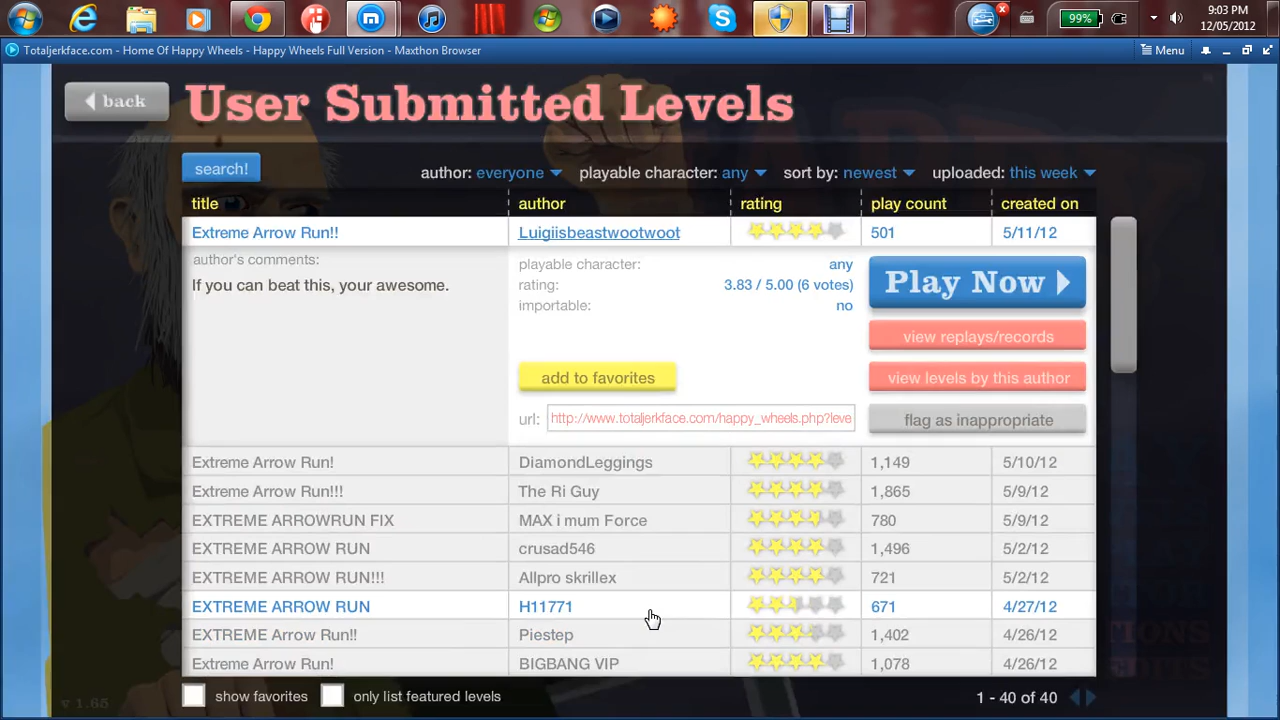 99%
9:03 PM
12/05/2012
Totaljerkface.com - Home Of Happy Wheels - Happy Wheels Full Version - Maxthon Browser
Menu
back
User Submitted Levels
search!
author: everyone
playable character: any
sort by: newest
uploaded: this week
title author rating play count created on
Extreme Arrow Run!! Luigiisbeastwootwoot 501 5/11/12
author's comments:
If you can beat this, your awesome.
playable character: any
rating: 3.83 / 5.00 (6 votes)
importable: no
add to favorites
url: http://www.totaljerkface.com/happy_wheels.php?leve
Play Now
view replays/records
view levels by this author
flag as inappropriate
Extreme Arrow Run! DiamondLeggings 1,149 5/10/12
Extreme Arrow Run!!! The Ri Guy 1,865 5/9/12
EXTREME ARROWRUN FIX MAX i mum Force 780 5/9/12
EXTREME ARROW RUN crusad546 1,496 5/2/12
EXTREME ARROW RUN!!! Allpro skrillex 721 5/2/12
EXTREME ARROW RUN H11771 671 4/27/12
EXTREME Arrow Run!! Piestep 1,402 4/26/12
Extreme Arrow Run! BIGBANG VIP 1,078 4/26/12
show favorites
only list featured levels
1 - 40 of 40
v 1.65